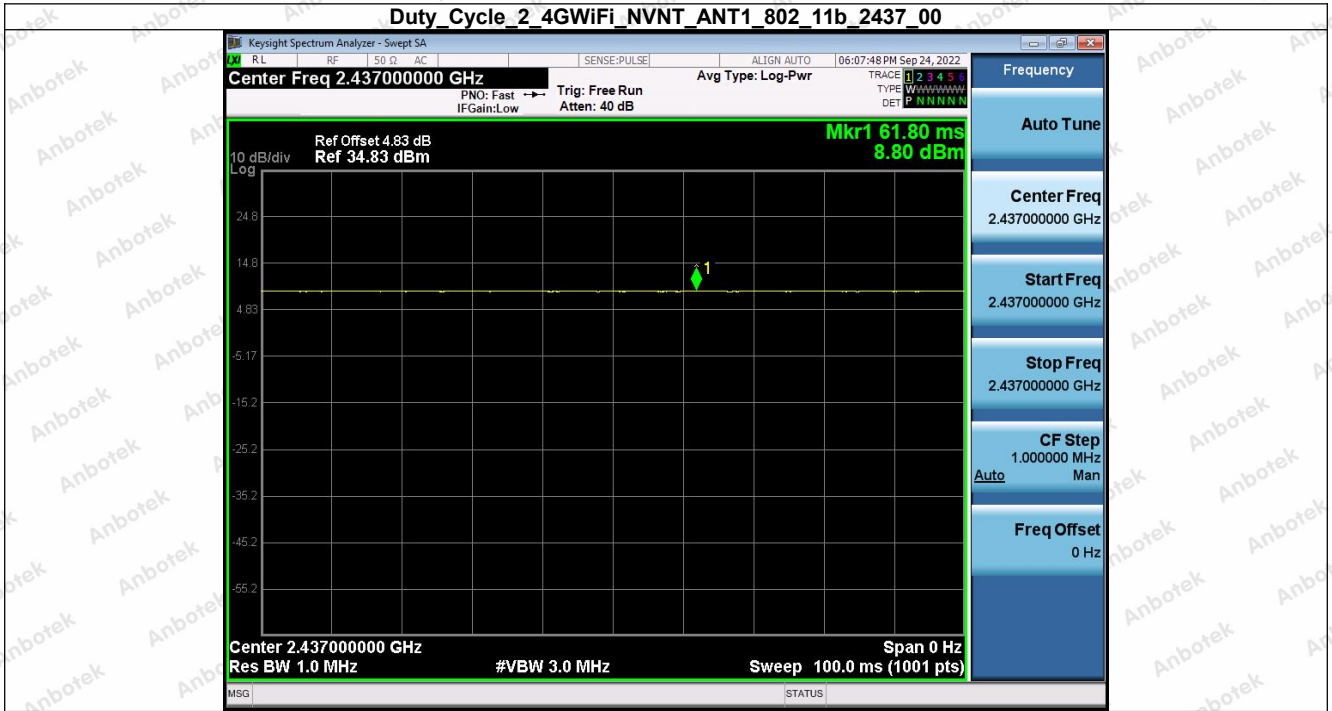 Duty_Cycle_2_4GWiFi_NVNT_ANT1_802_11b_2437_00
Keysight Spectrum Analyzer - Swept SA
LXI RL RF 50 Ω AC SENSE:PULSE ALIGN AUTO 06:07:48 PM Sep 24, 2022
Center Freq 2.437000000 GHz
PNO: Fast
IFGain:Low
Trig: Free Run
Atten: 40 dB
Avg Type: Log-Pwr
TRACE 1 2 3 4 5 6
TYPE WWWWWW
DET P N N N N N
Ref Offset 4.83 dB
10 dB/div Ref 34.83 dBm
Log
Mkr1 61.80 ms
8.80 dBm
24.8
14.8
4.83
-5.17
-15.2
-25.2
-35.2
-45.2
-55.2
1
Center 2.437000000 GHz Span 0 Hz
Res BW 1.0 MHz #VBW 3.0 MHz Sweep 100.0 ms (1001 pts)
MSG STATUS
Frequency
Auto Tune
Center Freq
2.437000000 GHz
Start Freq
2.437000000 GHz
Stop Freq
2.437000000 GHz
CF Step
1.000000 MHz
Auto Man
Freq Offset
0 Hz
Anbotek